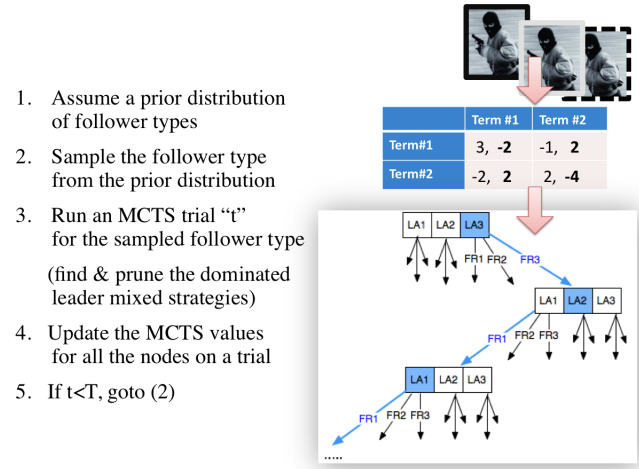 1. Assume a prior distribution
of follower types
2. Sample the follower type
from the prior distribution
3. Run an MCTS trial “t”
for the sampled follower type
(find & prune the dominated
leader mixed strategies)
4. Update the MCTS values
for all the nodes on a trial
5. If t<T, goto (2)
Term #1 Term #2
Term#1 3, -2 -1, 2
Term#2 -2, 2 2, -4
LA1 LA2 LA3
FR1 FR2 FR3
LA1 LA2 LA3
FR1 FR2 FR3
LA1 LA2 LA3
FR1 FR2 FR3
.....